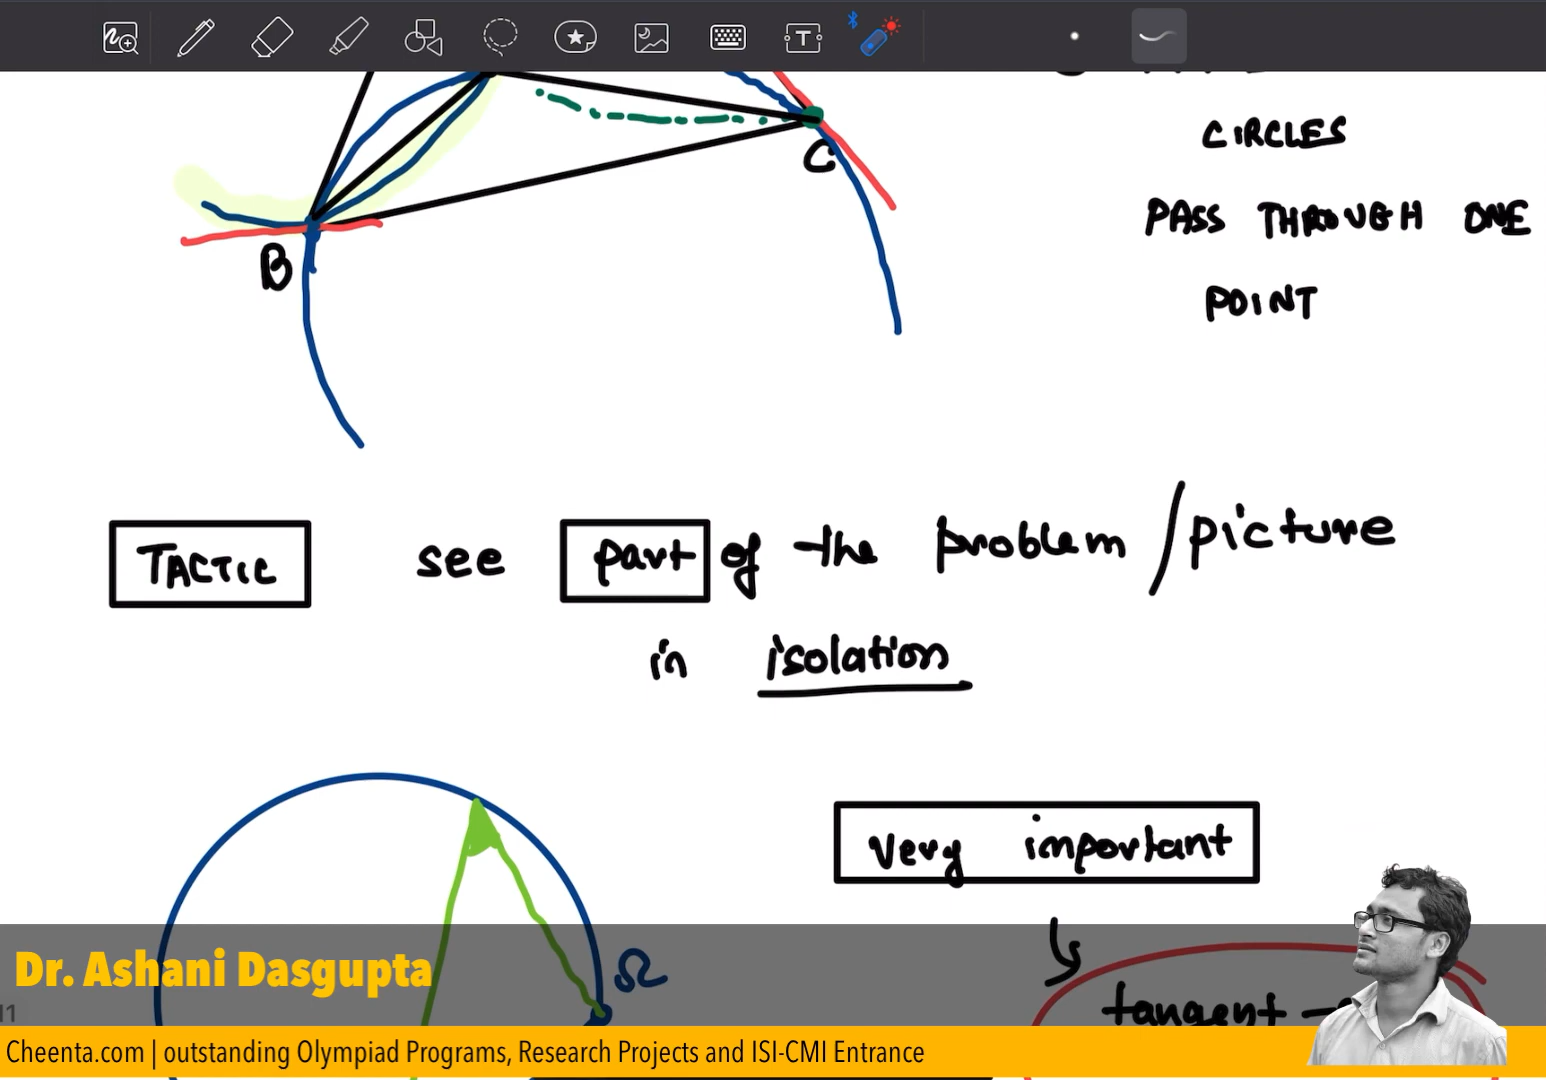 CIRCLES
PASS THROUGH ONE
POINT
C
B
TACTIC see part of the problem / picture
in isolation
very important
Ω
tangent -
Dr. Ashani Dasgupta
11
Cheenta.com | outstanding Olympiad Programs, Research Projects and ISI-CMI Entrance